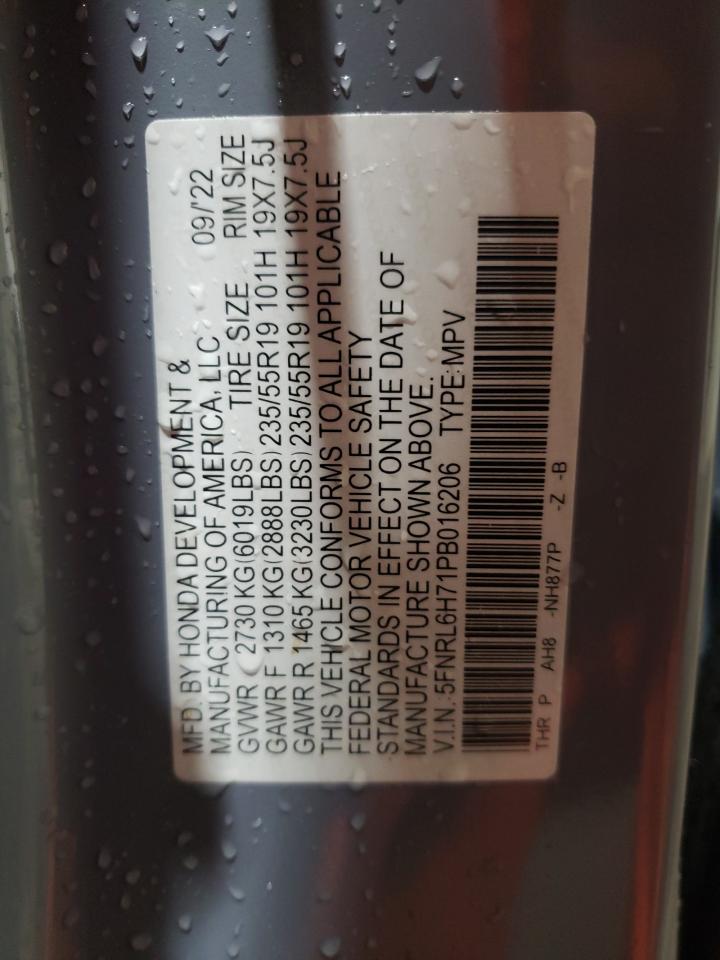 MFD. BY HONDA DEVELOPMENT &
MANUFACTURING OF AMERICA, LLC 09/'22
GVWR 2730 KG(6019LBS) TIRE SIZE RIM SIZE
GAWR F 1310 KG(2888LBS)235/55R19 101H 19X7.5J
GAWR R 1465 KG(3230LBS)235/55R19 101H 19X7.5J
THIS VEHICLE CONFORMS TO ALL APPLICABLE
FEDERAL MOTOR VEHICLE SAFETY
STANDARDS IN EFFECT ON THE DATE OF
MANUFACTURE SHOWN ABOVE.
V.I.N.:5FNRL6H71PB016206 TYPE:MPV
THR P AH8 -NH877P -Z -B